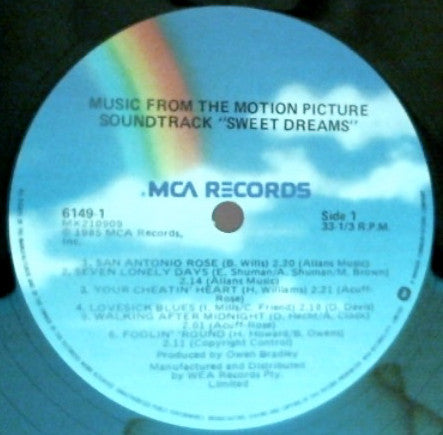 MUSIC FROM THE MOTION PICTURE
SOUNDTRACK "SWEET DREAMS"
MCA RECORDS
6149-1
MX210909
℗ 1985 MCA Records,
Inc.
Side 1
33-1/3 R.P.M.
1. SAN ANTONIO ROSE (B. Wills) 2.20 (Allans Music)
2. SEVEN LONELY DAYS (E. Shuman/A. Shuman/M. Brown)
2.14 (Allans Music)
3. YOUR CHEATIN' HEART (H. Williams) 2.21 (Acuff-
Rose)
4. LOVESICK BLUES (I. Mills/C. Friend) 2.18 (D. Davis)
5. WALKING AFTER MIDNIGHT (D. Hecht/A. Block)
2.01 (Acuff-Rose)
6. FOOLIN' 'ROUND (H. Howard/B. Owens)
2.11 (Copyright Control)
Produced by Owen Bradley
Manufactured and Distributed
by WEA Records Pty.
Limited